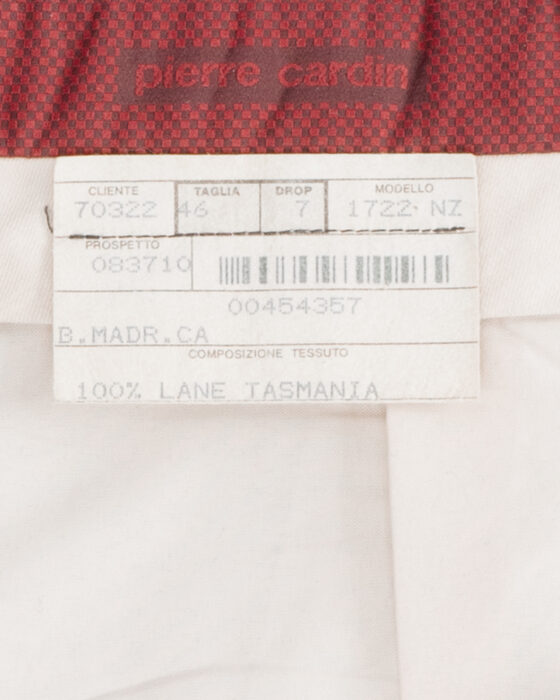 pierre cardin
CLIENTE TAGLIA DROP MODELLO
70322 46 7 1722 NZ
PROSPETTO
083710
00454357
B.MADR.CA
COMPOSIZIONE TESSUTO
100% LANE TASMANIA